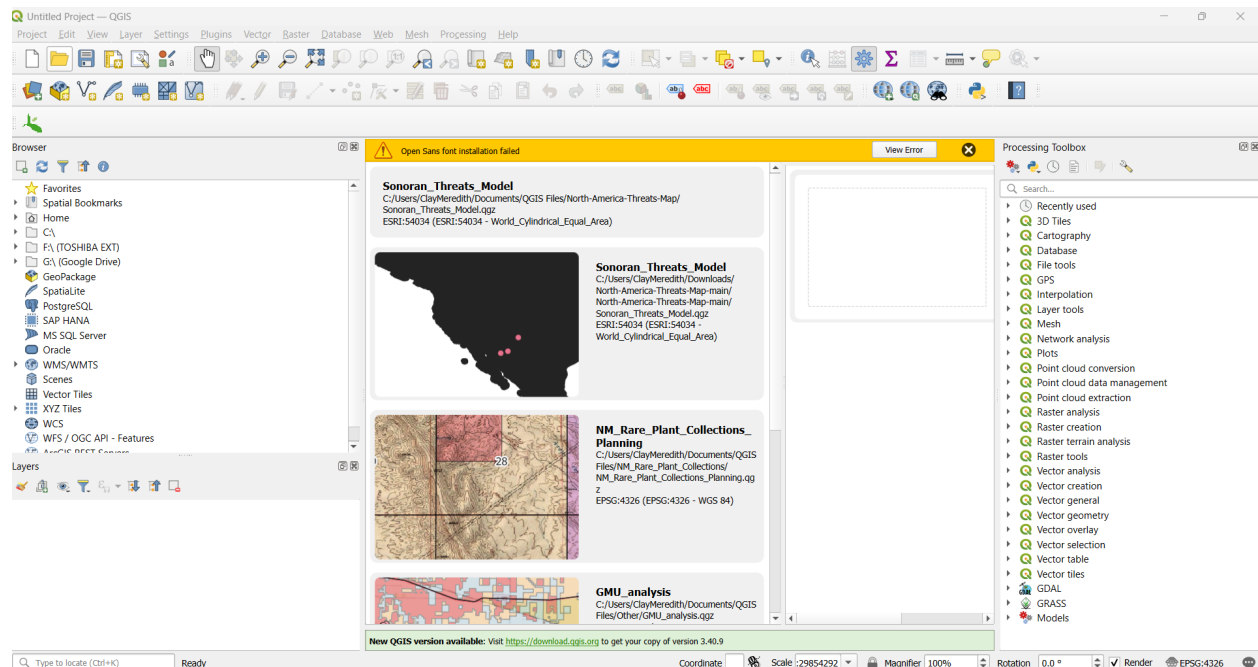 Untitled Project — QGIS
Project Edit View Layer Settings Plugins Vector Raster Database Web Mesh Processing Help
Browser
Favorites
Spatial Bookmarks
Home
C:\
F:\ (TOSHIBA EXT)
G:\ (Google Drive)
GeoPackage
SpatiaLite
PostgreSQL
SAP HANA
MS SQL Server
Oracle
WMS/WMTS
Scenes
Vector Tiles
XYZ Tiles
WCS
WFS / OGC API - Features
ArcGIS REST Servers
Layers
Open Sans font installation failed
View Error
Sonoran_Threats_Model
C:/Users/ClayMeredith/Documents/QGIS Files/North-America-Threats-Map/
Sonoran_Threats_Model.qgz
ESRI:54034 (ESRI:54034 - World_Cylindrical_Equal_Area)
Sonoran_Threats_Model
C:/Users/ClayMeredith/Downloads/
North-America-Threats-Map-main/
North-America-Threats-Map-main/
Sonoran_Threats_Model.qgz
ESRI:54034 (ESRI:54034 -
World_Cylindrical_Equal_Area)
28
NM_Rare_Plant_Collections_
Planning
C:/Users/ClayMeredith/Documents/QGIS
Files/NM_Rare_Plant_Collections/
NM_Rare_Plant_Collections_Planning.qg
z
EPSG:4326 (EPSG:4326 - WGS 84)
GMU_analysis
C:/Users/ClayMeredith/Documents/QGIS
Files/Other/GMU_analysis.qgz
New QGIS version available: Visit https://download.qgis.org to get your copy of version 3.40.9
Processing Toolbox
Search...
Recently used
3D Tiles
Cartography
Database
File tools
GPS
Interpolation
Layer tools
Mesh
Network analysis
Plots
Point cloud conversion
Point cloud data management
Point cloud extraction
Raster analysis
Raster creation
Raster terrain analysis
Raster tools
Vector analysis
Vector creation
Vector general
Vector geometry
Vector overlay
Vector selection
Vector table
Vector tiles
GDAL
GRASS
Models
Type to locate (Ctrl+K) Ready Coordinate Scale :29854292 Magnifier 100% Rotation 0.0 ° Render EPSG:4326